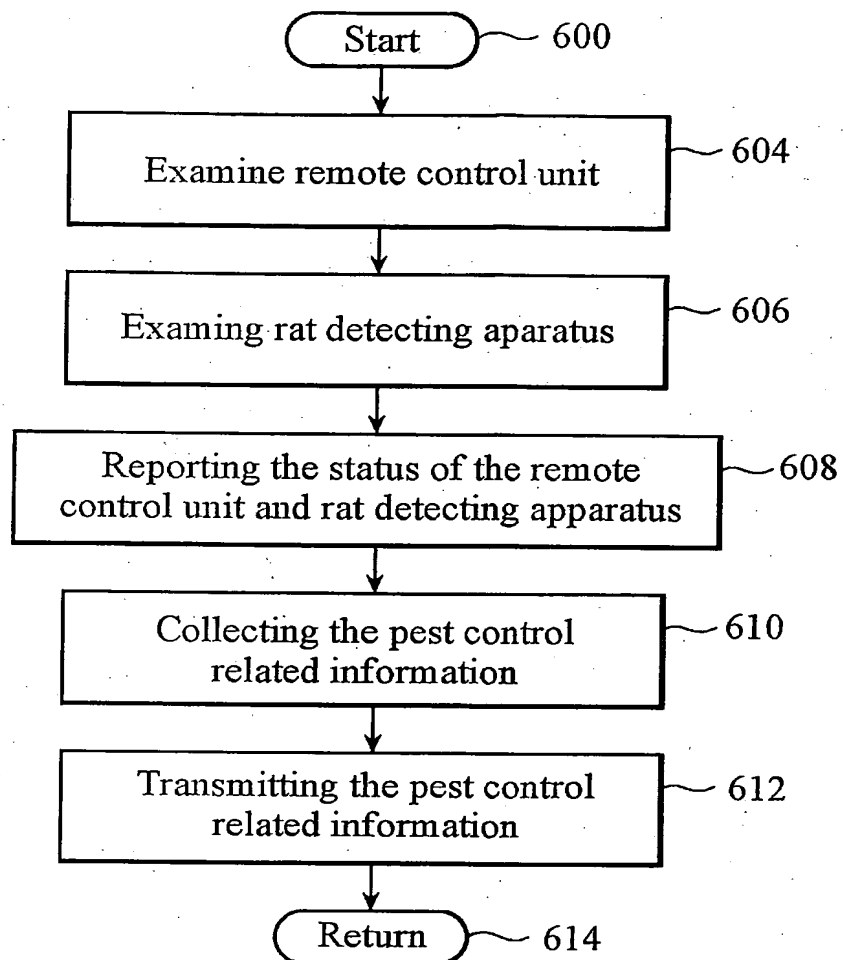 Start 600
Examine remote control unit 604
Examing rat detecting aparatus 606
Reporting the status of the remote
control unit and rat detecting apparatus 608
Collecting the pest control
related information 610
Transmitting the pest control
related information 612
Return 614